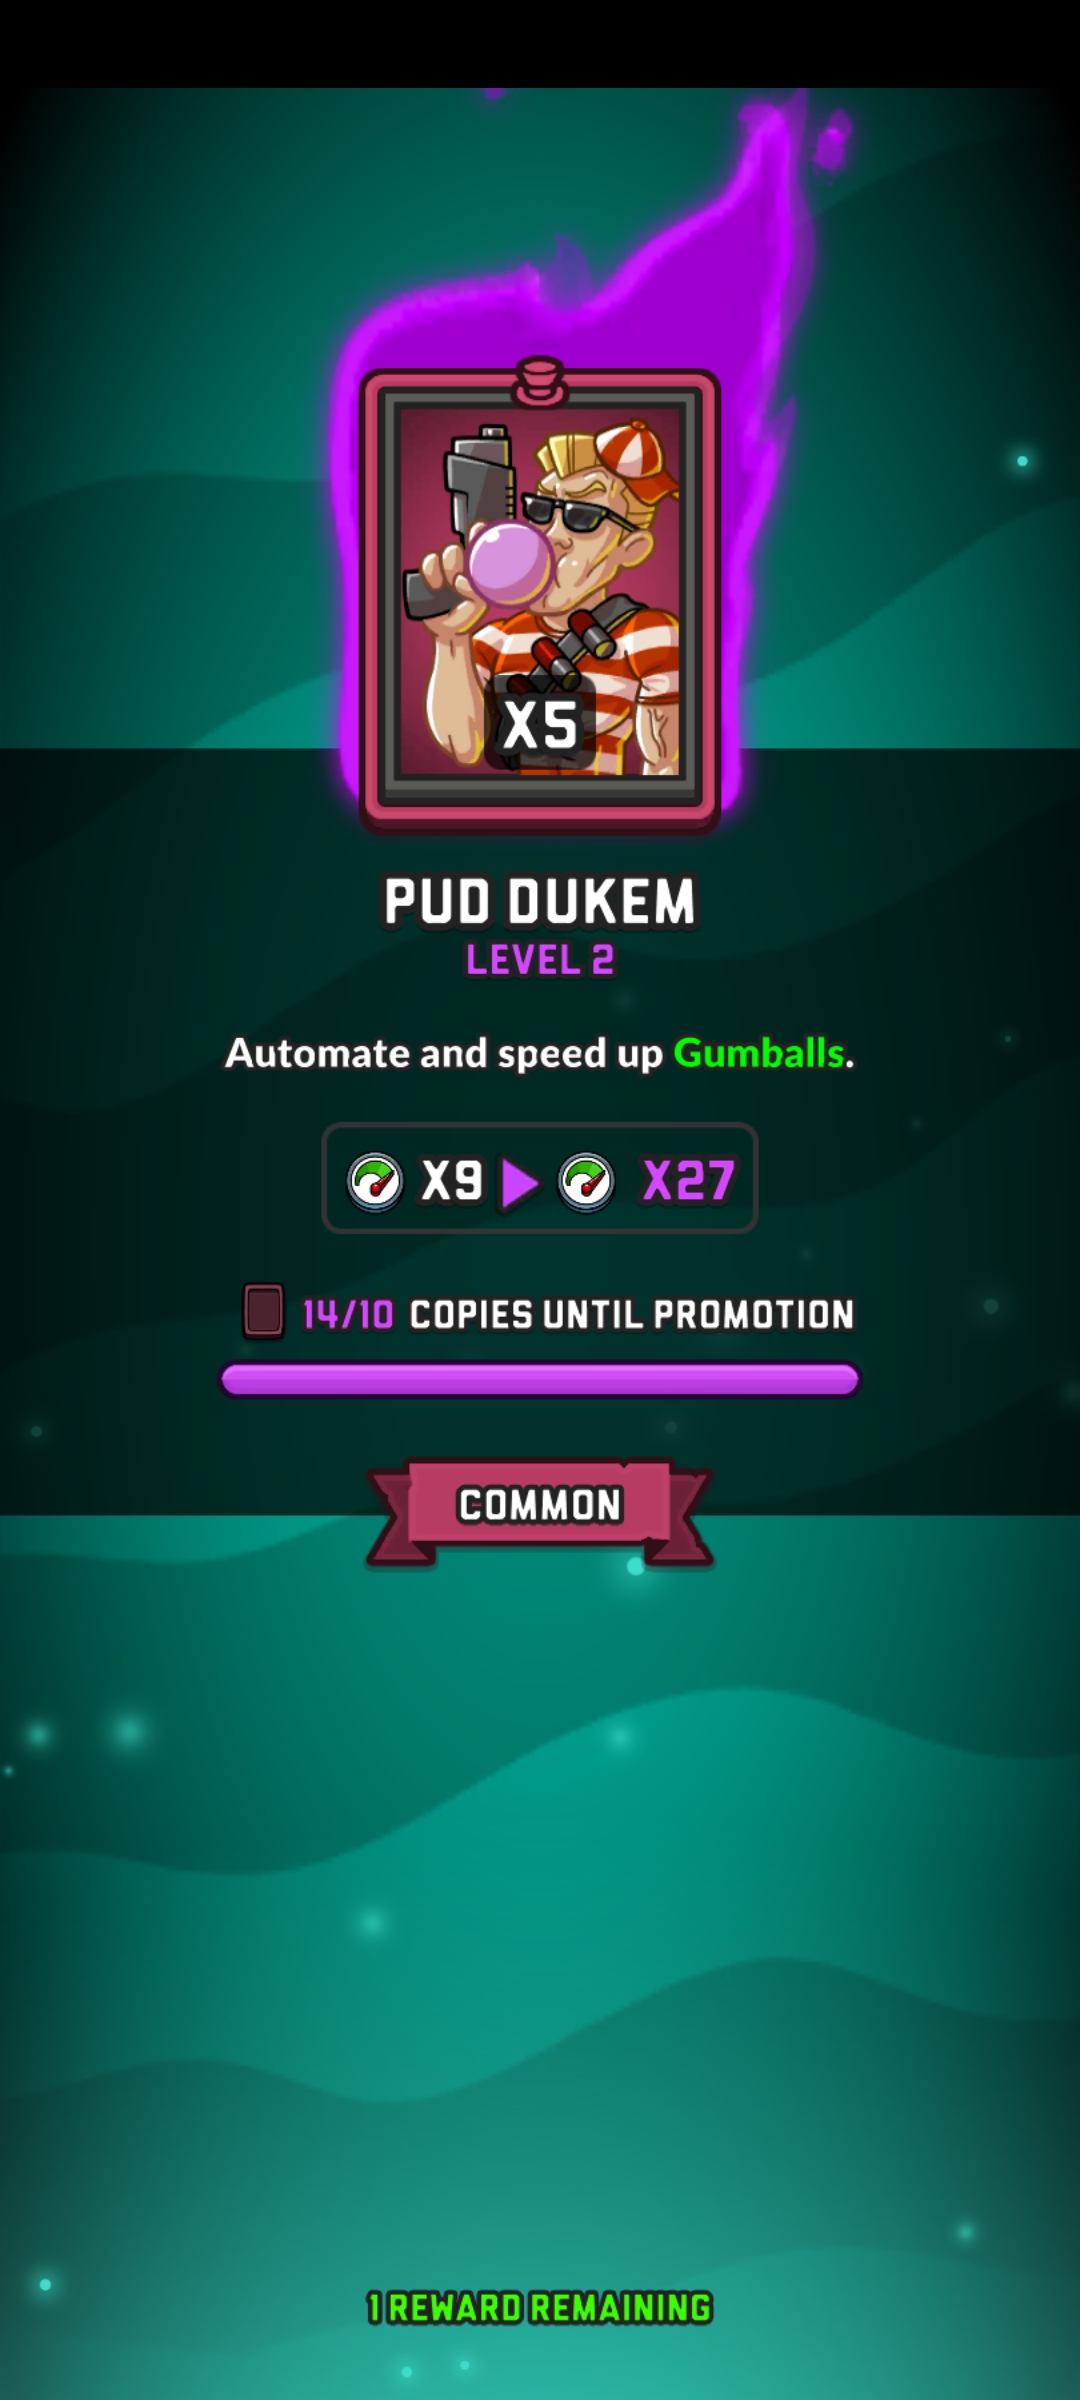 X5
PUD DUKEM
LEVEL 2
Automate and speed up Gumballs.
X9 X27
14/10 COPIES UNTIL PROMOTION
COMMON
1 REWARD REMAINING